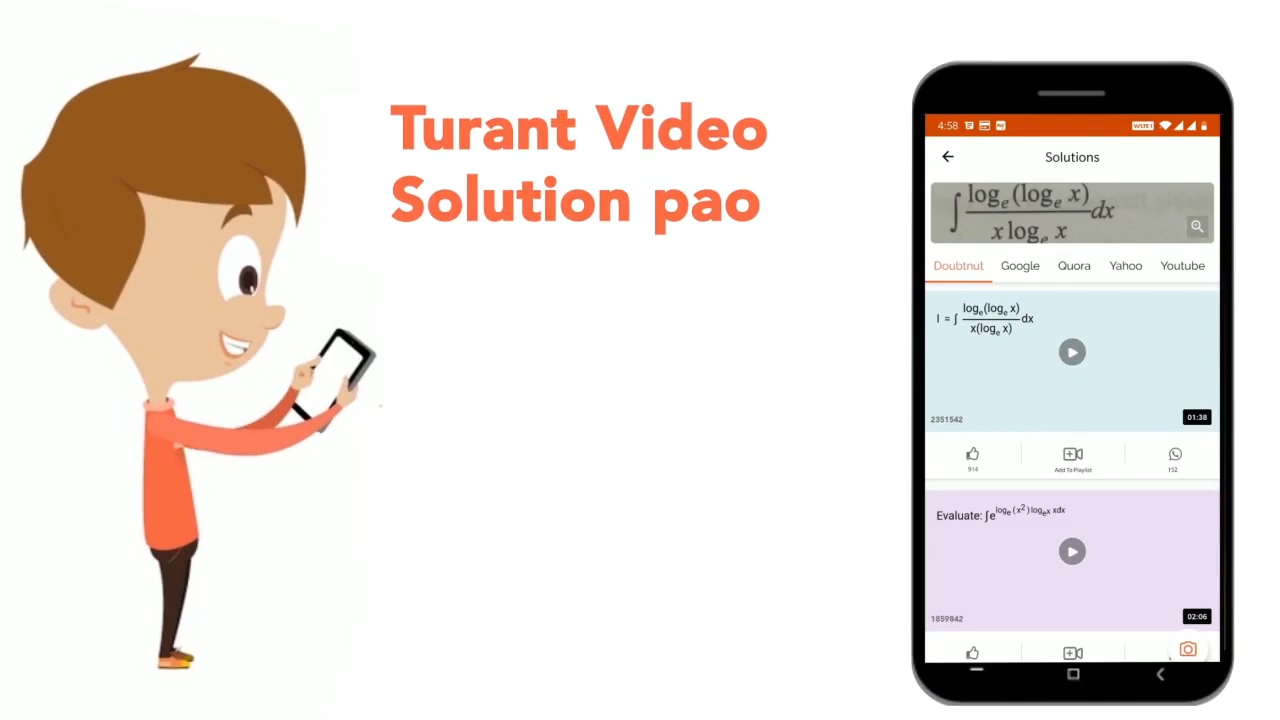 Turant Video
Solution pao
4:58
VoLTE1
Solutions
∫ logₑ(logₑ x) / x logₑ x dx
Doubtnut Google Quora Yahoo Youtube
I = ∫ logₑ(logₑ x) / x(logₑ x) dx
2351542 01:38
914 Add To Playlist 152
Evaluate: ∫e^logₑ(x²)logₑx xdx
1859842 02:06